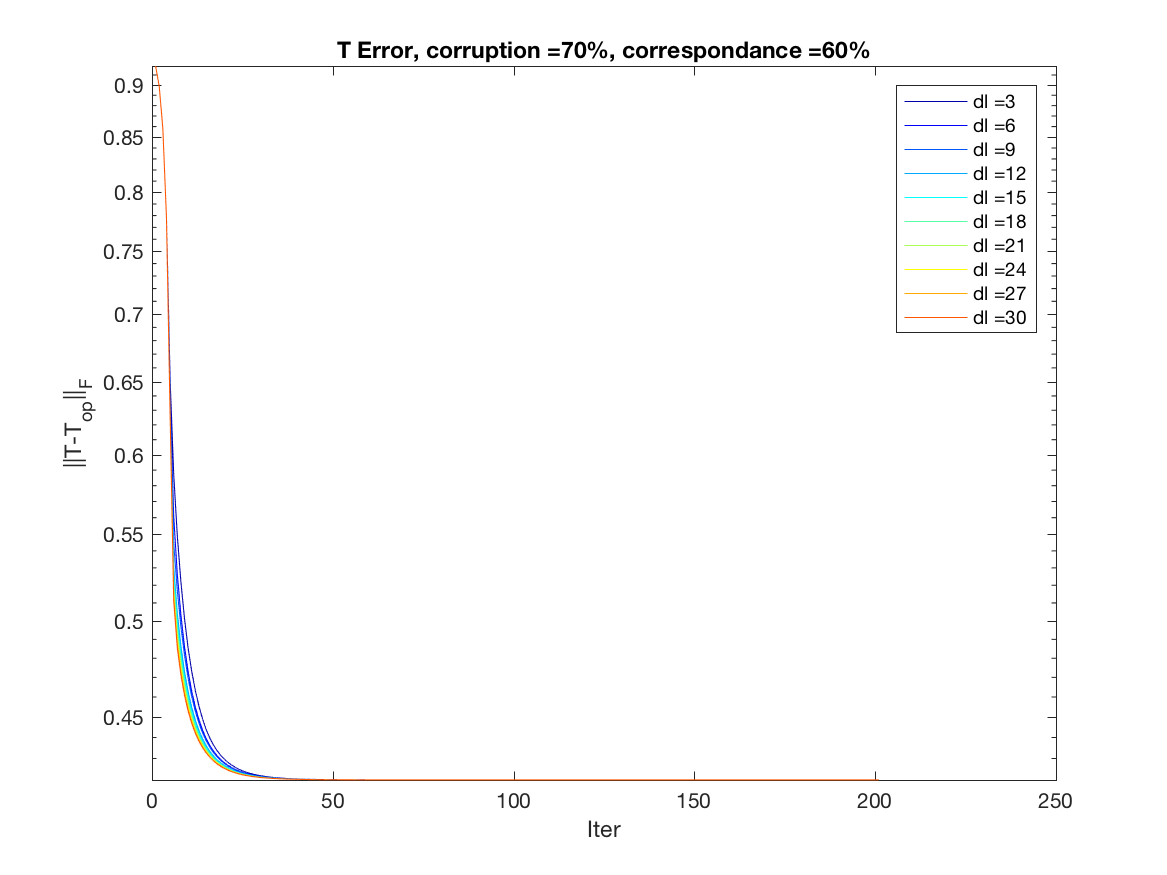 T Error, corruption =70%, correspondance =60%
0.9
0.85
0.8
0.75
0.7
0.65
0.6
0.55
0.5
0.45
||T-T_op||_F
0
50
100
150
200
250
Iter
dl =3
dl =6
dl =9
dl =12
dl =15
dl =18
dl =21
dl =24
dl =27
dl =30